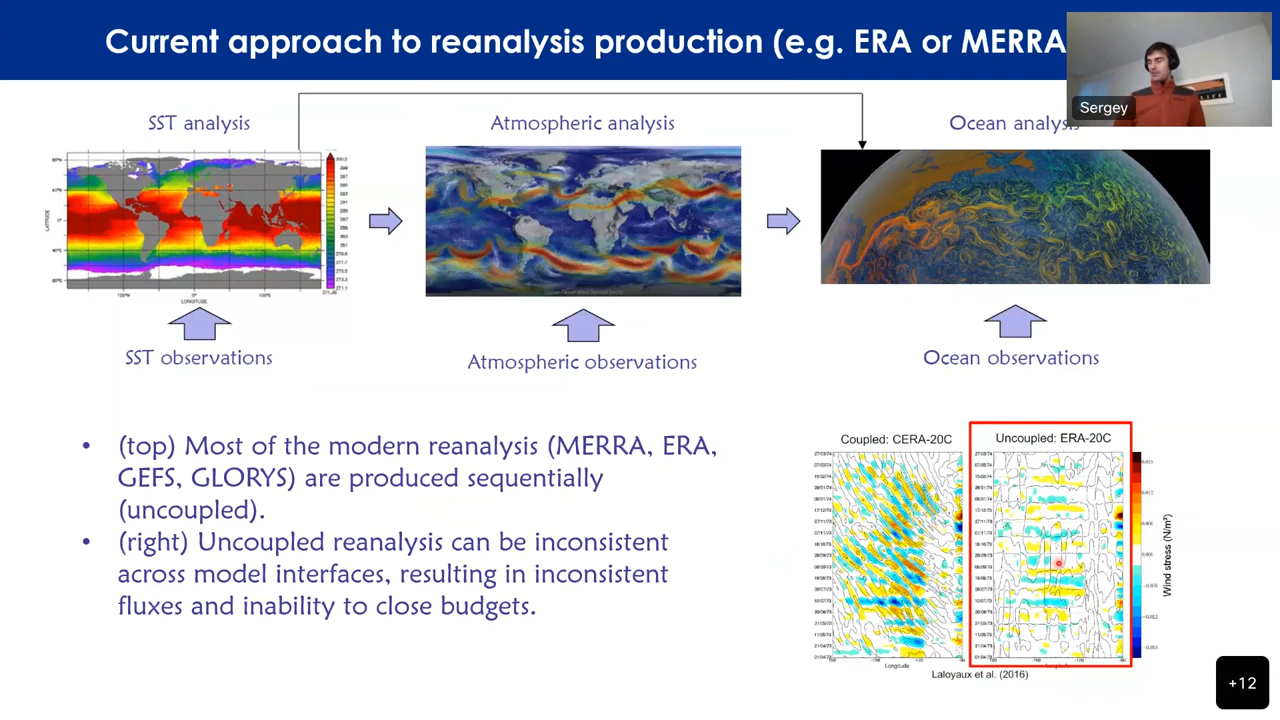 Current approach to reanalysis production (e.g. ERA or MERRA
Sergey
SST analysis
Atmospheric analysis
Ocean analysis
LATITUDE
LONGITUDE
SST observations
Atmospheric observations
Ocean observations
• (top) Most of the modern reanalysis (MERRA, ERA,
GEFS, GLORYS) are produced sequentially
(uncoupled).
• (right) Uncoupled reanalysis can be inconsistent
across model interfaces, resulting in inconsistent
fluxes and inability to close budgets.
Coupled: CERA-20C
Uncoupled: ERA-20C
Wind stress (N/m²)
Longitude
Laloyaux et al. (2016)
+12